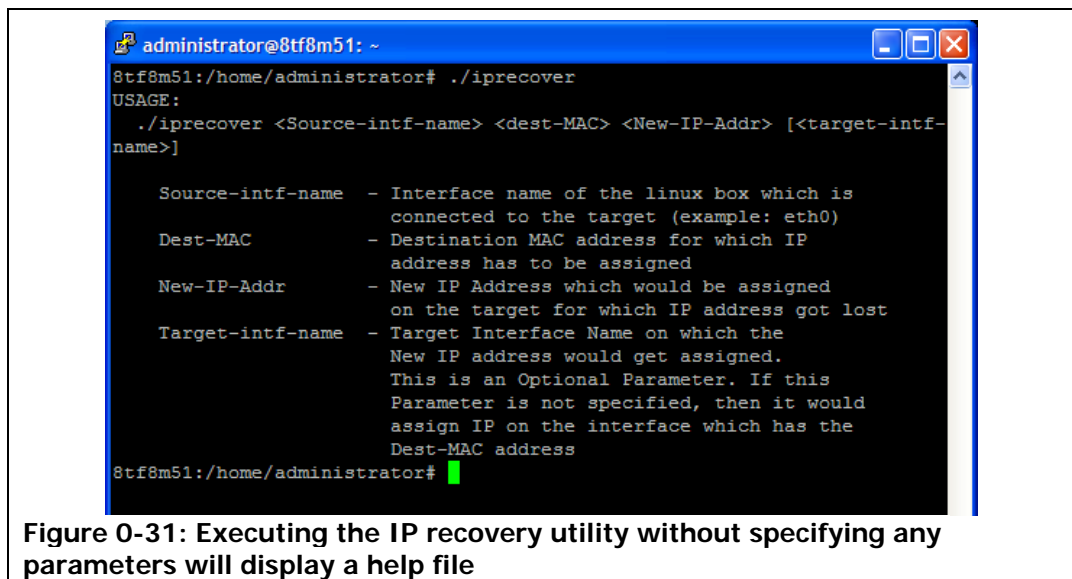 administrator@8tf8m51: ~
8tf8m51:/home/administrator# ./iprecover
USAGE:
./iprecover <Source-intf-name> <dest-MAC> <New-IP-Addr> [<target-intf-
name>]
Source-intf-name - Interface name of the linux box which is
connected to the target (example: eth0)
Dest-MAC - Destination MAC address for which IP
address has to be assigned
New-IP-Addr - New IP Address which would be assigned
on the target for which IP address got lost
Target-intf-name - Target Interface Name on which the
New IP address would get assigned.
This is an Optional Parameter. If this
Parameter is not specified, then it would
assign IP on the interface which has the
Dest-MAC address
8tf8m51:/home/administrator#
Figure 0-31: Executing the IP recovery utility without specifying any
parameters will display a help file